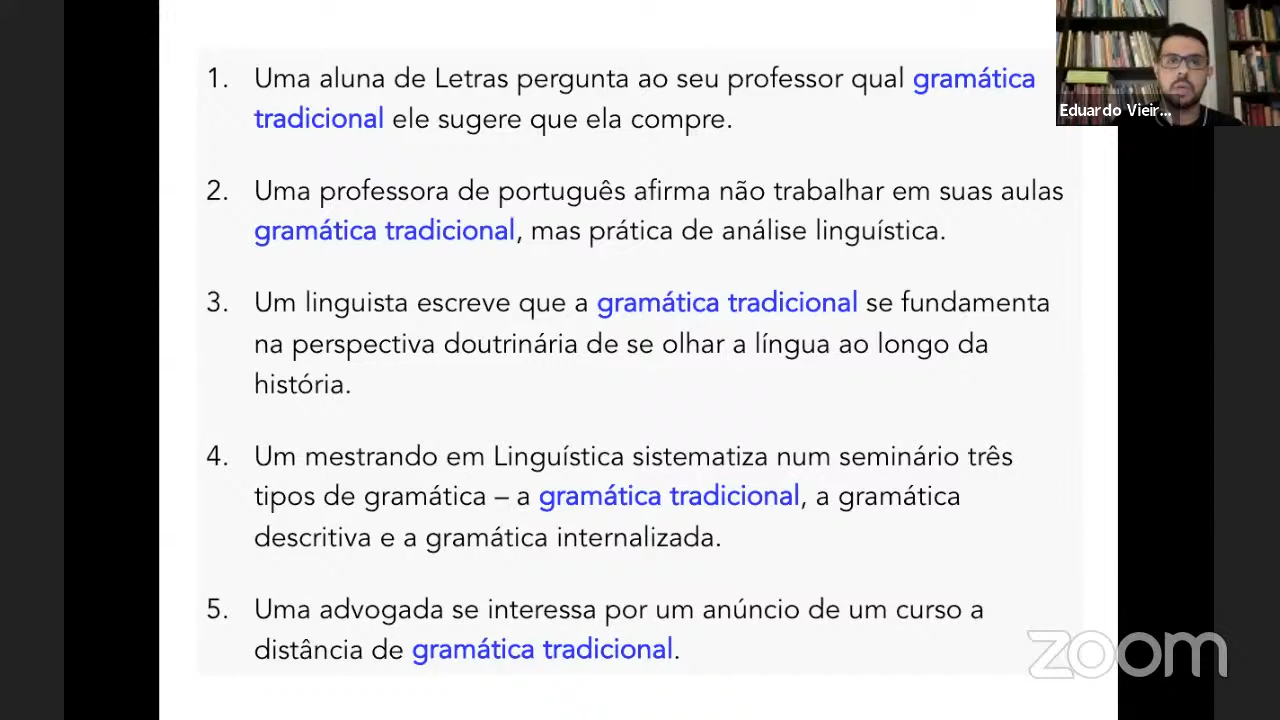 1. Uma aluna de Letras pergunta ao seu professor qual gramática
tradicional ele sugere que ela compre.
2. Uma professora de português afirma não trabalhar em suas aulas
gramática tradicional, mas prática de análise linguística.
3. Um linguista escreve que a gramática tradicional se fundamenta
na perspectiva doutrinária de se olhar a língua ao longo da
história.
4. Um mestrando em Linguística sistematiza num seminário três
tipos de gramática – a gramática tradicional, a gramática
descritiva e a gramática internalizada.
5. Uma advogada se interessa por um anúncio de um curso a
distância de gramática tradicional.
Eduardo Vieir...
zoom